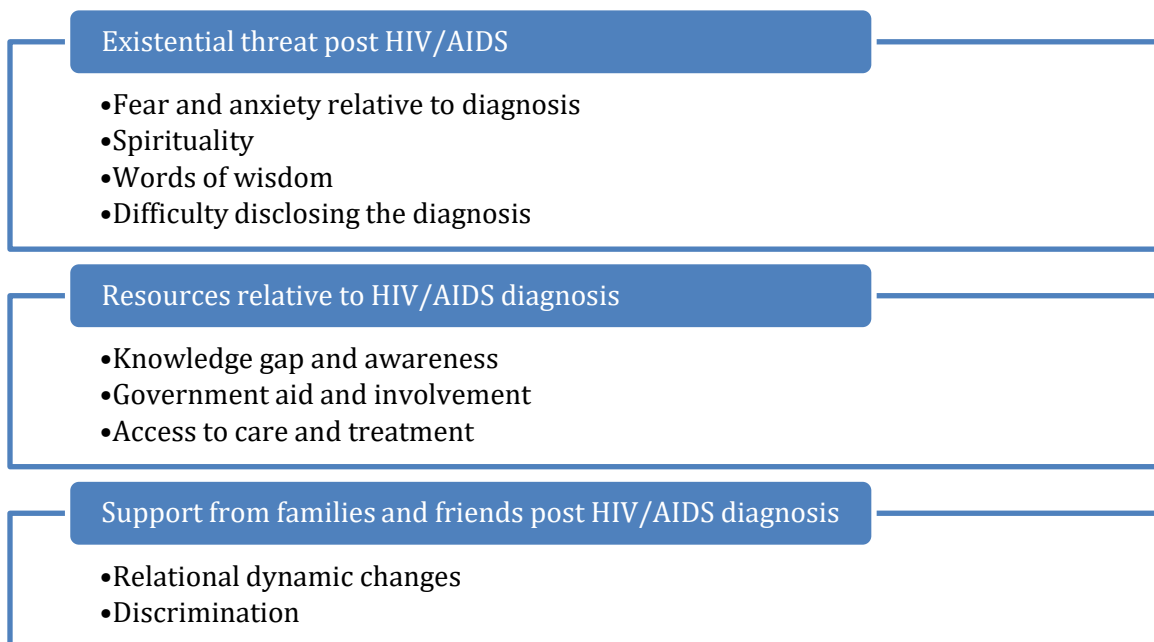 Existential threat post HIV/AIDS
•Fear and anxiety relative to diagnosis
•Spirituality
•Words of wisdom
•Difficulty disclosing the diagnosis
Resources relative to HIV/AIDS diagnosis
•Knowledge gap and awareness
•Government aid and involvement
•Access to care and treatment
Support from families and friends post HIV/AIDS diagnosis
•Relational dynamic changes
•Discrimination